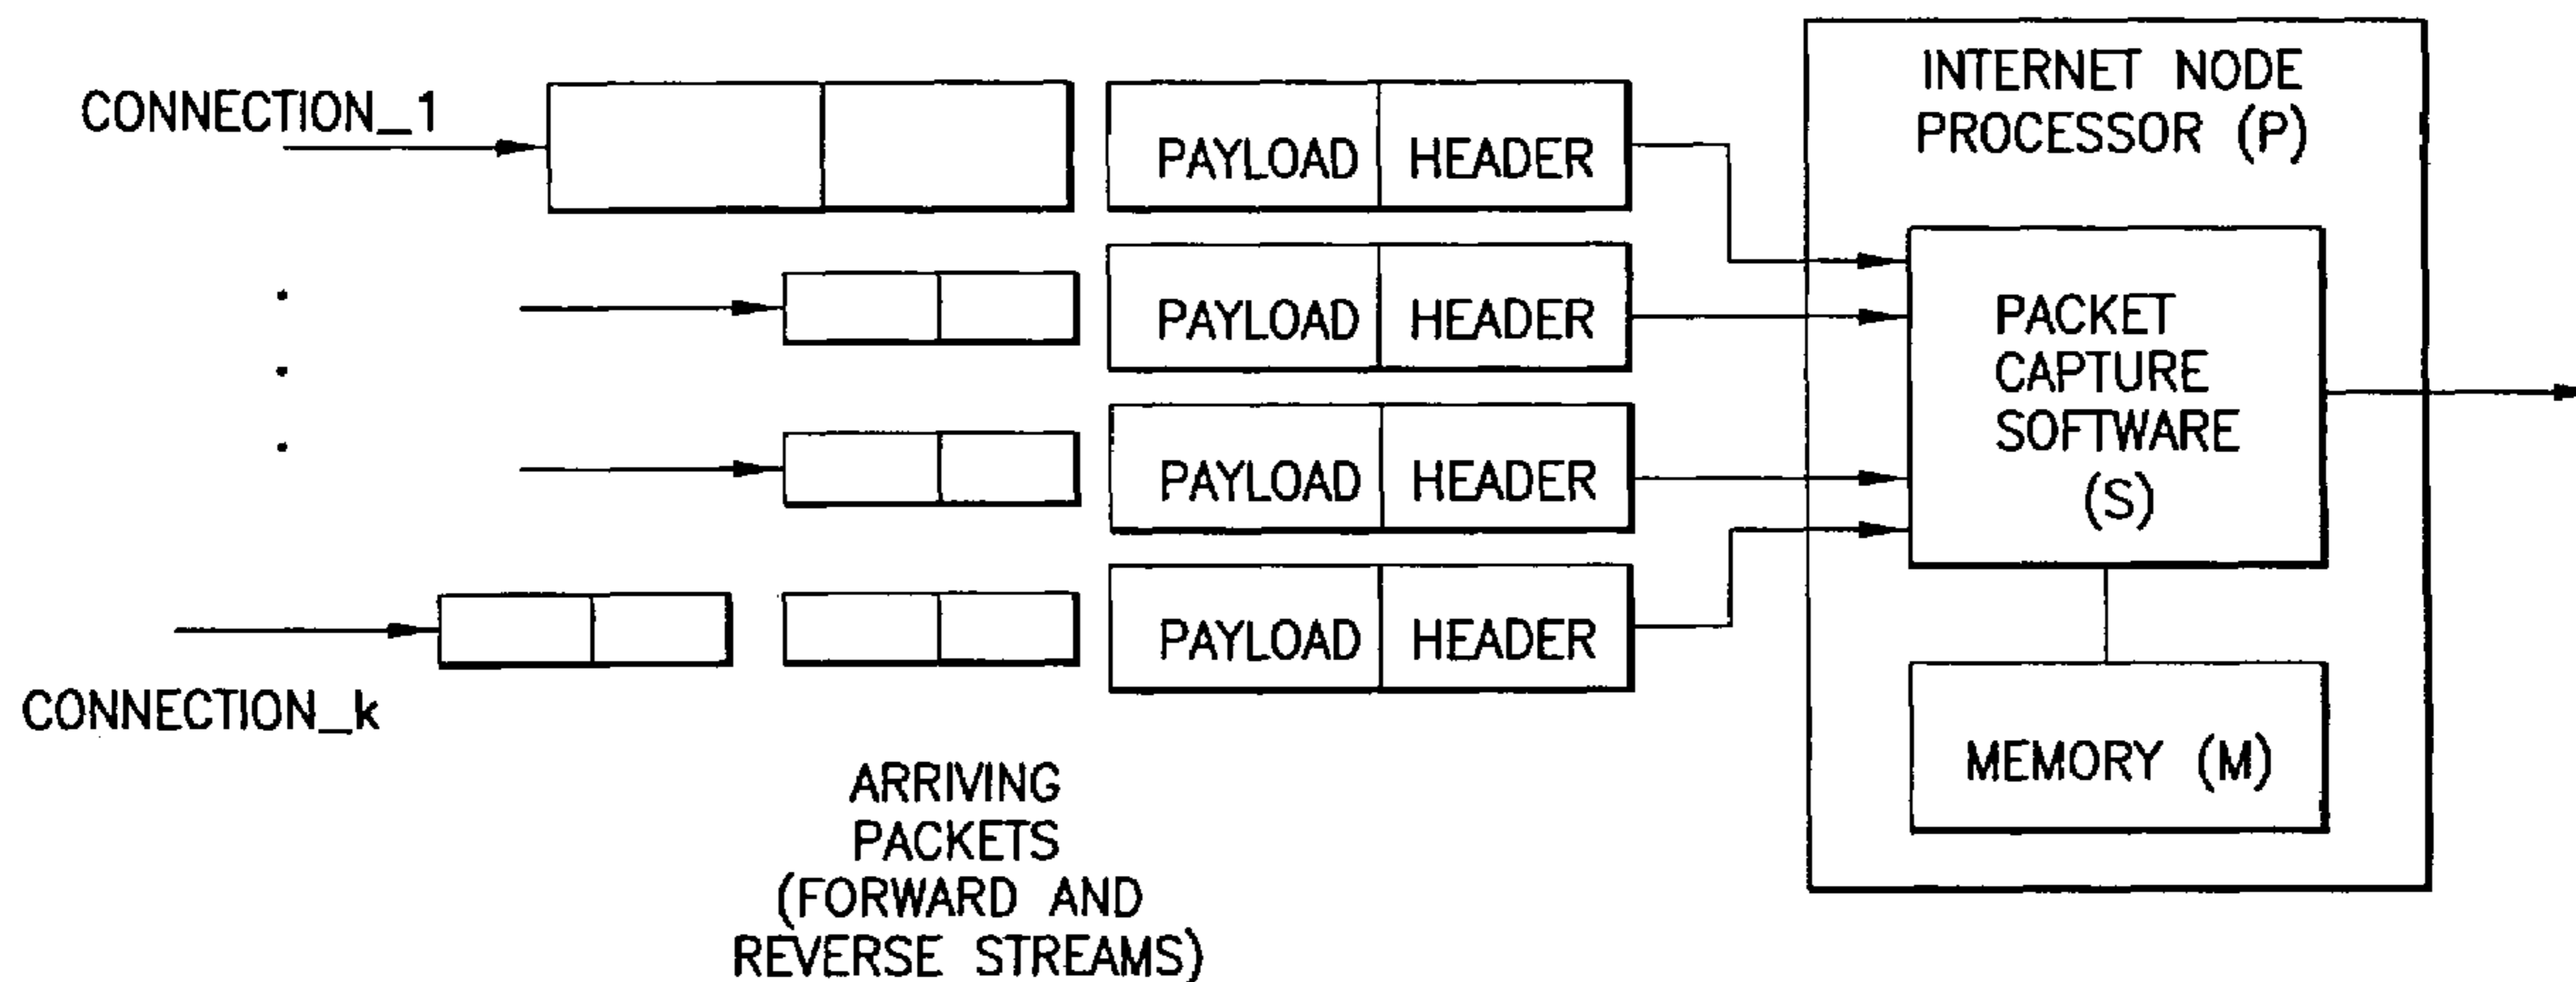 CONNECTION_1
PAYLOAD HEADER
PAYLOAD HEADER
PAYLOAD HEADER
PAYLOAD HEADER
CONNECTION_k
ARRIVING
PACKETS
(FORWARD AND
REVERSE STREAMS)
INTERNET NODE
PROCESSOR (P)
PACKET
CAPTURE
SOFTWARE
(S)
MEMORY (M)